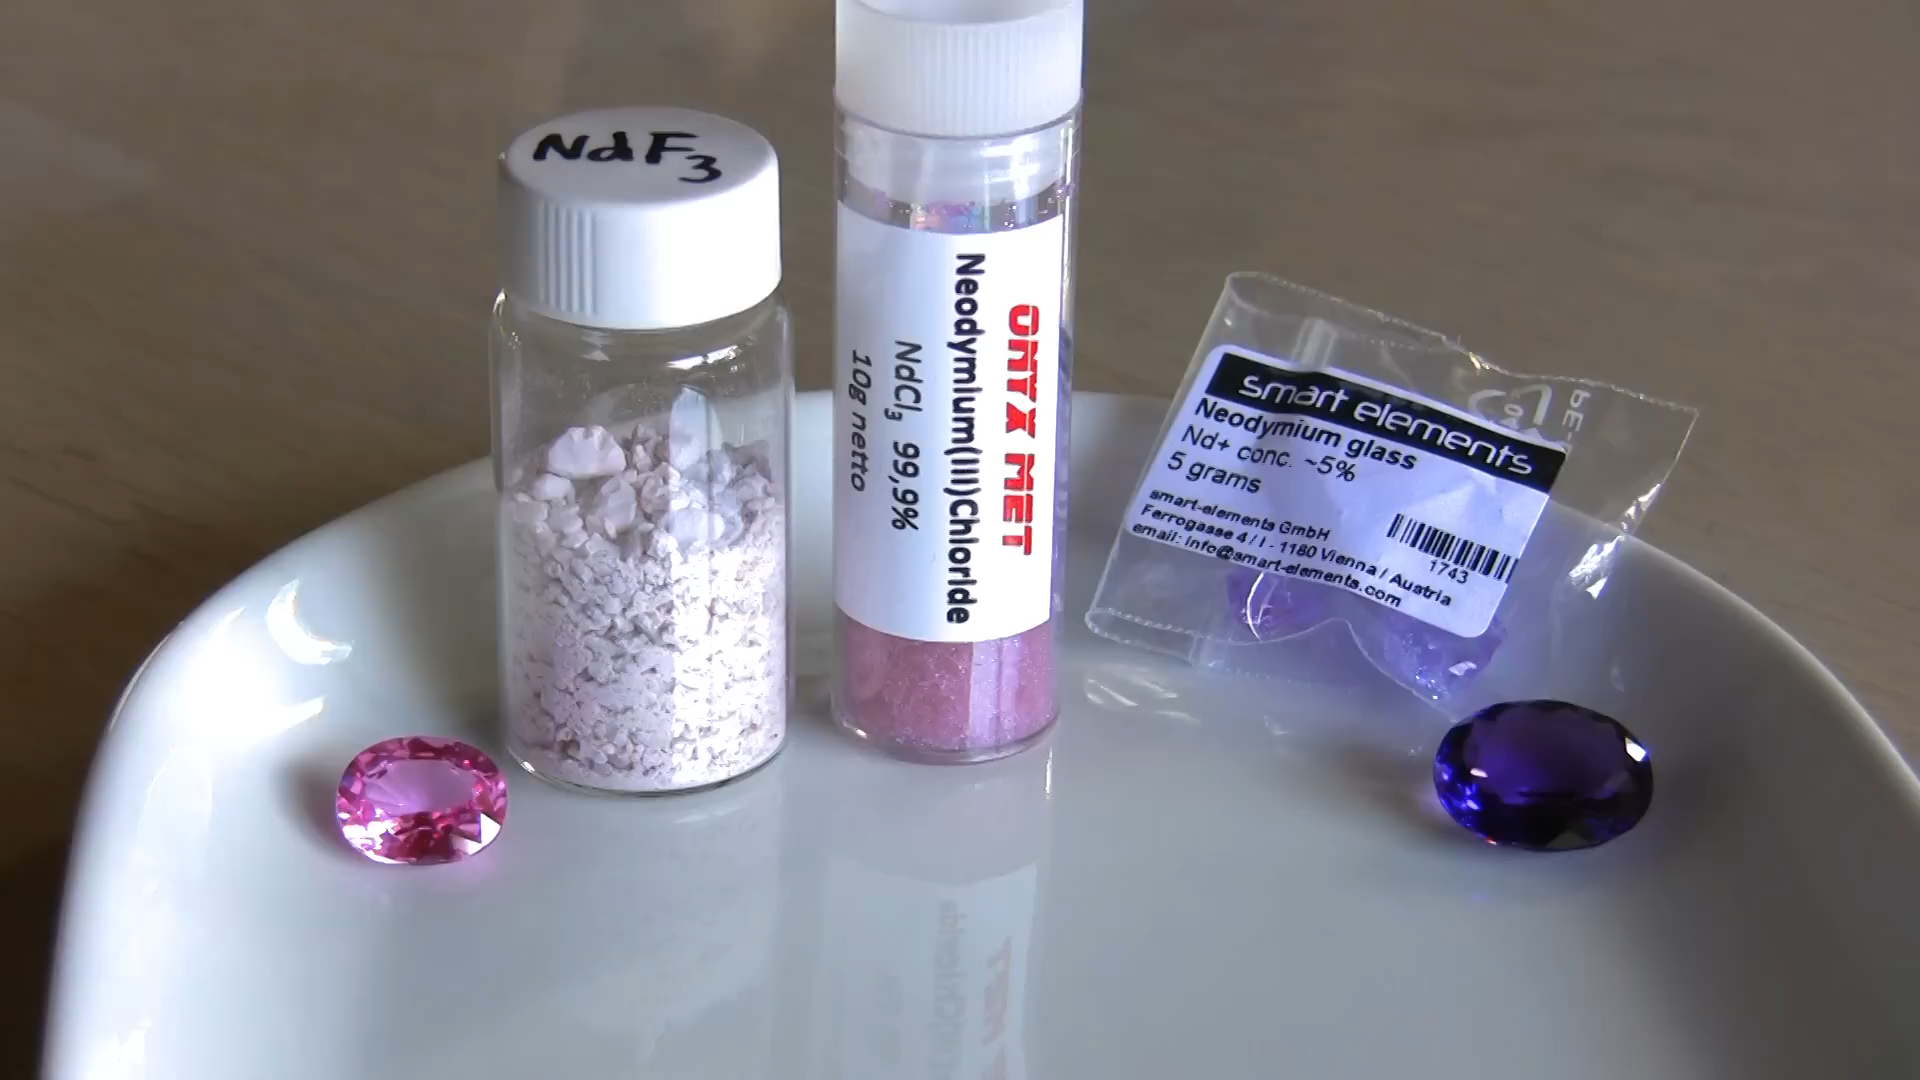 NdF3
ONYX MET
Neodymium(III)Chloride
NdCl3 99,9%
10g netto
smart elements
Neodymium glass
Nd+ conc. ~5%
5 grams
smart-elements GmbH
Ferrogasse 4 / I - 1180 Vienna / Austria
email: info@smart-elements.com
1743